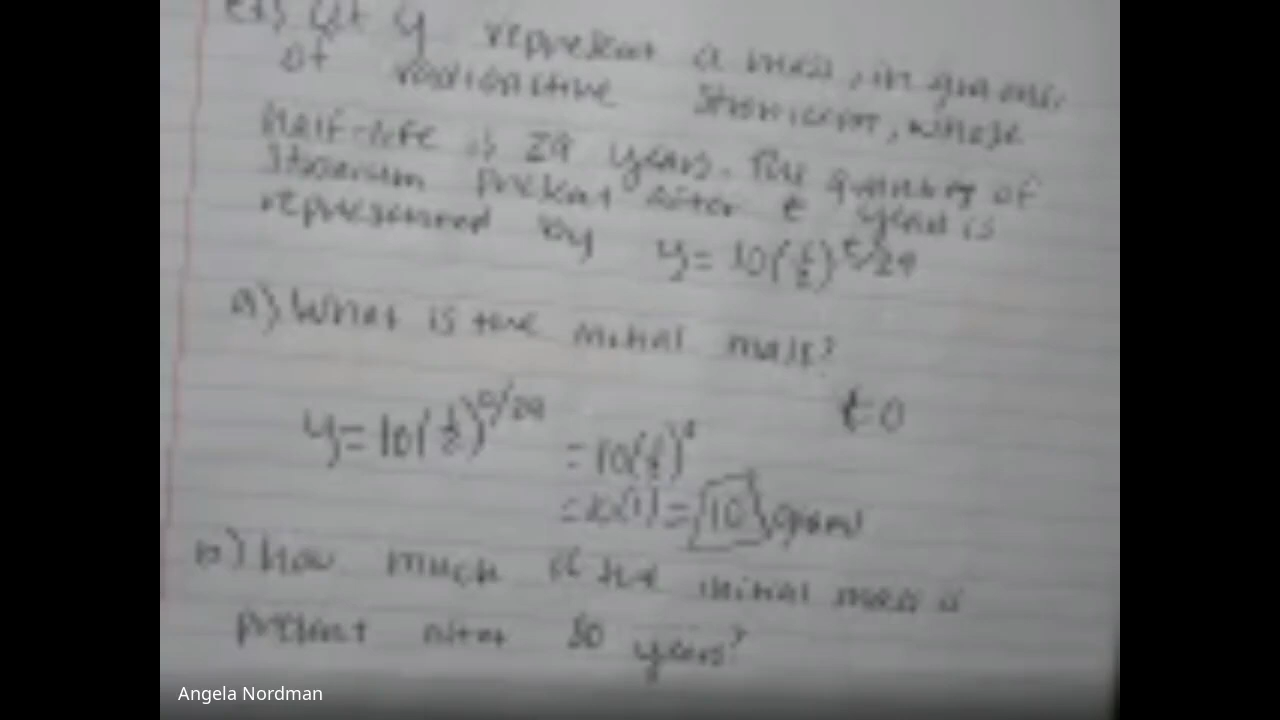 Let y represent a mass, in grams,
of radioactive strontium, whose
half-life is 29 years. The quantity of
strontium present after t years is
represented by y = 10(1/2)^t/29
a) What is the initial mass?
t=0
y = 10(1/2)^0/29 = 10(1/2)^0
= 10(1) = 10 grams
b) How much of the initial mass is
present after 80 years?
Angela Nordman